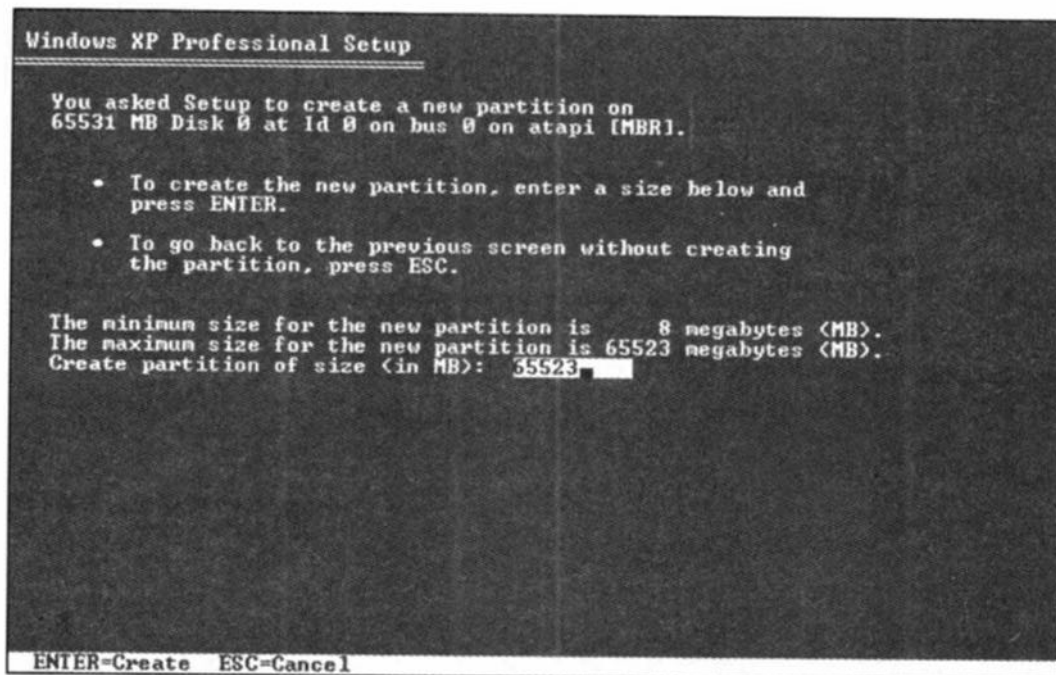 Windows XP Professional Setup
You asked Setup to create a new partition on
65531 MB Disk 0 at Id 0 on bus 0 on atapi [MBR].
• To create the new partition, enter a size below and
press ENTER.
• To go back to the previous screen without creating
the partition, press ESC.
The minimum size for the new partition is 8 megabytes (MB).
The maximum size for the new partition is 65523 megabytes (MB).
Create partition of size (in MB): 65523
ENTER=Create ESC=Cancel